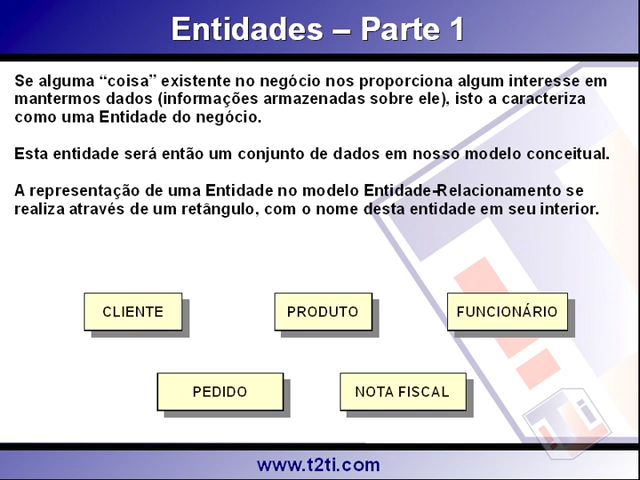 Entidades – Parte 1
Se alguma “coisa” existente no negócio nos proporciona algum interesse em
mantermos dados (informações armazenadas sobre ele), isto a caracteriza
como uma Entidade do negócio.
Esta entidade será então um conjunto de dados em nosso modelo conceitual.
A representação de uma Entidade no modelo Entidade-Relacionamento se
realiza através de um retângulo, com o nome desta entidade em seu interior.
CLIENTE
PRODUTO
FUNCIONÁRIO
PEDIDO
NOTA FISCAL
www.t2ti.com